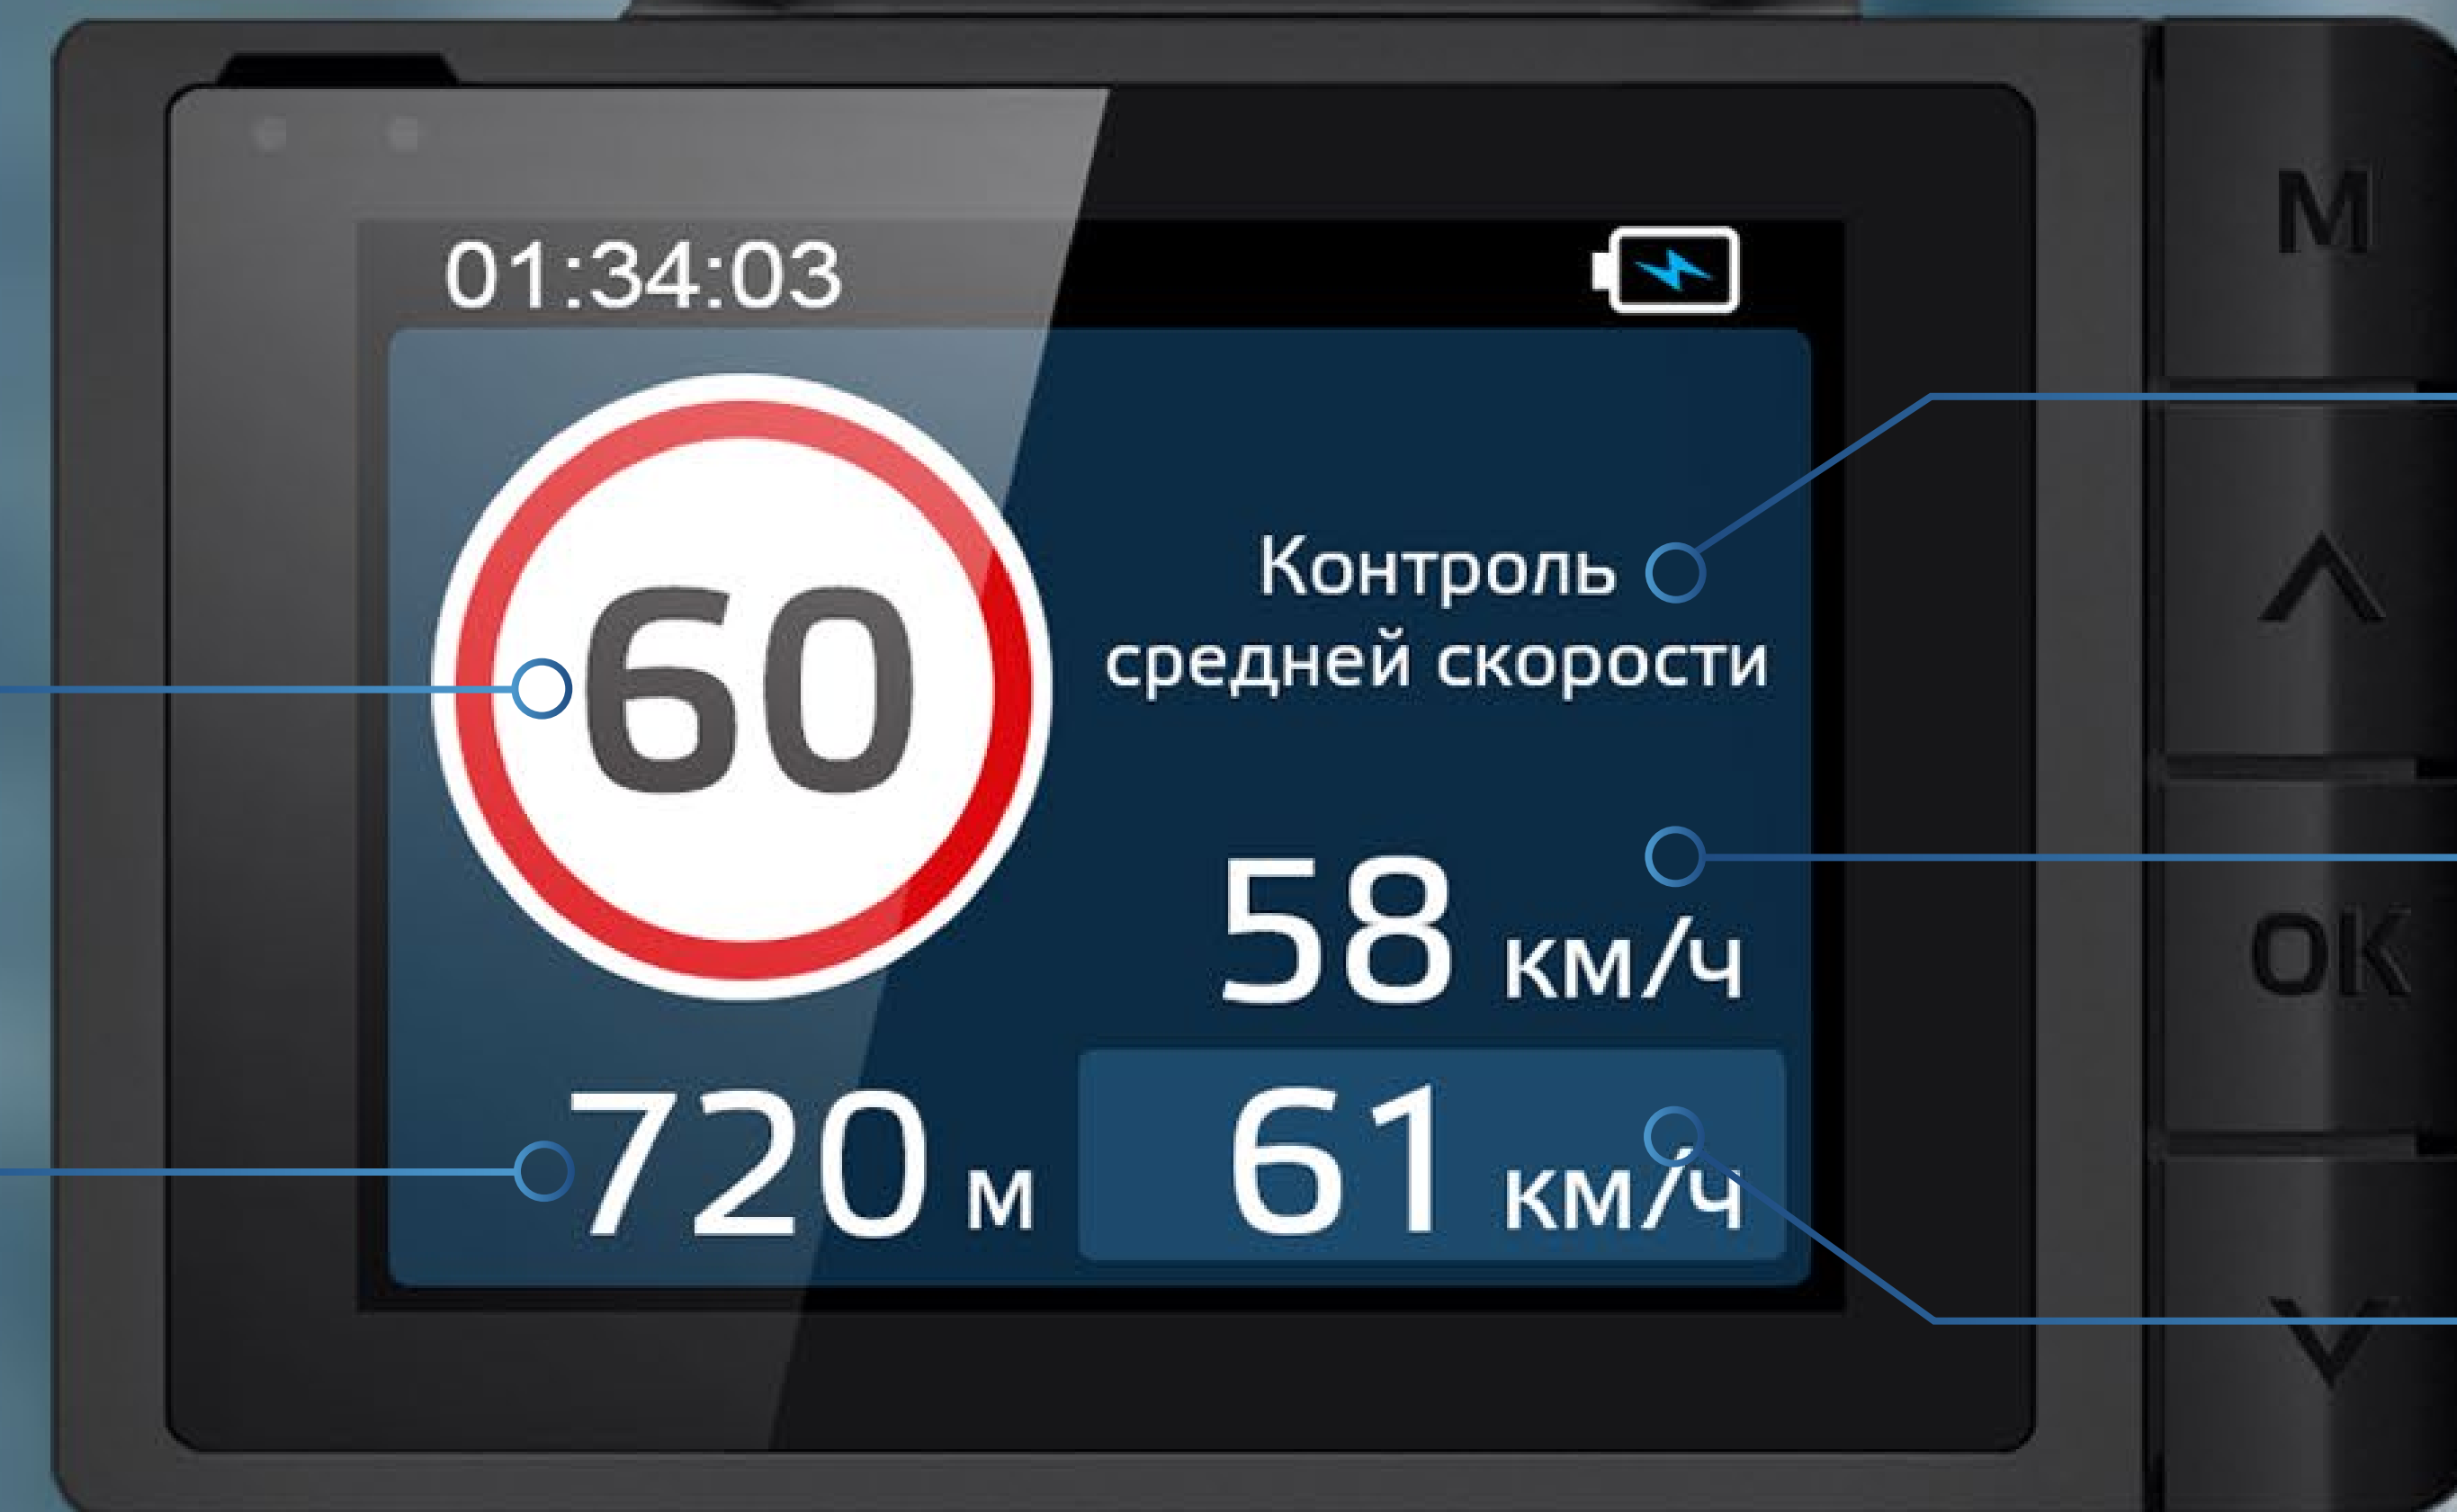 01:34:03
60
Контроль
средней скорости
58 км/ч
720 м
61 км/ч
M
OK